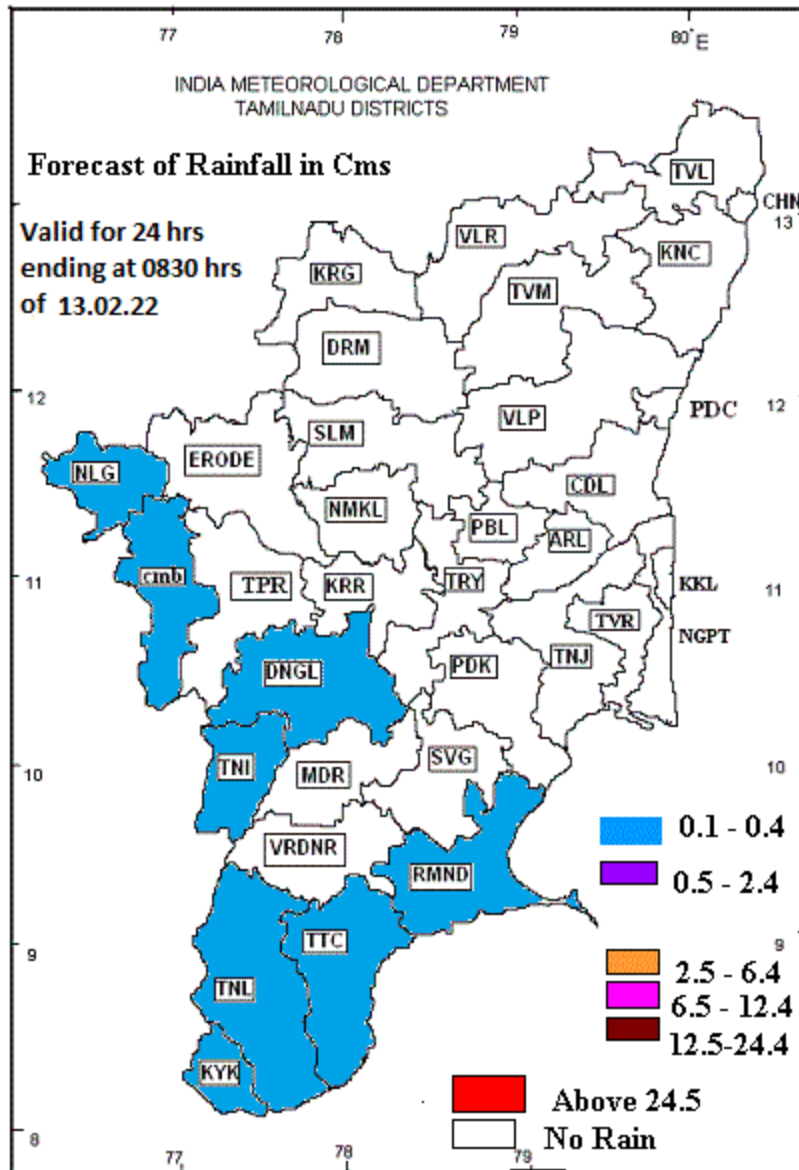 77 78 79 80°E
INDIA METEOROLOGICAL DEPARTMENT
TAMILNADU DISTRICTS
Forecast of Rainfall in Cms
TVL
CHN
13
Valid for 24 hrs
ending at 0830 hrs
of 13.02.22
VLR
KNC
KRG
TVM
DRM
12
12
PDC
VLP
SLM
ERODE
NLG
CDL
NMKL
PBL
ARL
11
cmb
TPR
KRR
TRY
KKL
11
TVR
NGPT
DNGL
PDK
TNJ
10
TNI
MDR
SVG
10
VRDNR
RMND
0.1 - 0.4
0.5 - 2.4
9
TTC
9
TNL
2.5 - 6.4
6.5 - 12.4
12.5-24.4
KYK
Above 24.5
No Rain
8
77 78 79